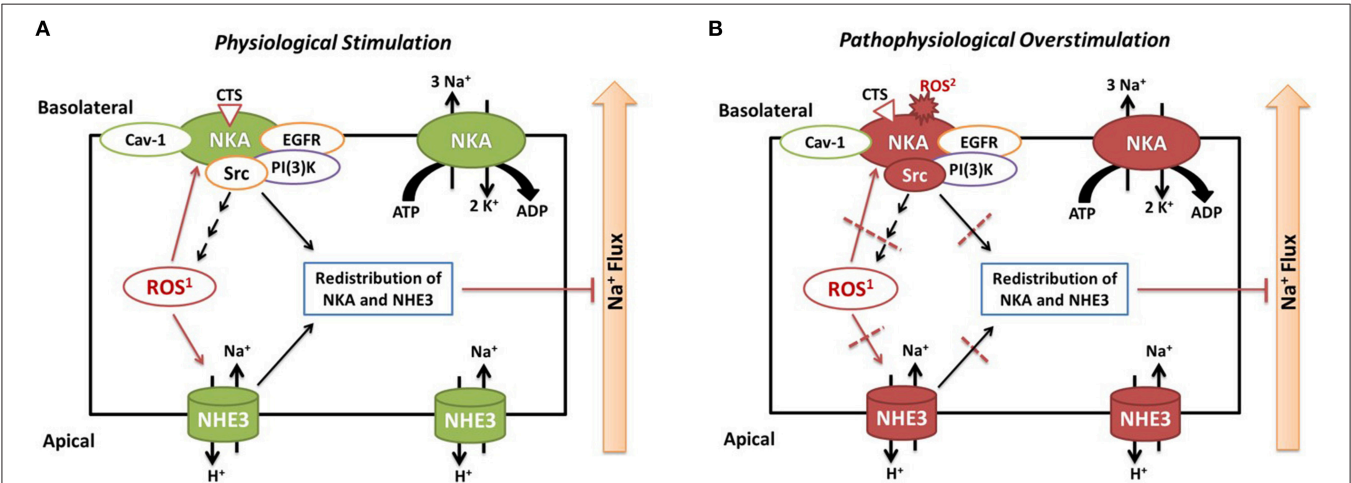 A
Physiological Stimulation
Basolateral
CTS
3 Na⁺
Cav-1
NKA
EGFR
NKA
Src
PI(3)K
ATP
2 K⁺
ADP
ROS¹
Redistribution of
NKA and NHE3
Na⁺ Flux
Na⁺
Na⁺
NHE3
NHE3
Apical
H⁺
H⁺
B
Pathophysiological Overstimulation
Basolateral
CTS
ROS²
3 Na⁺
Cav-1
NKA
EGFR
NKA
Src
PI(3)K
ATP
2 K⁺
ADP
ROS¹
Redistribution of
NKA and NHE3
Na⁺ Flux
Na⁺
Na⁺
NHE3
NHE3
Apical
H⁺
H⁺